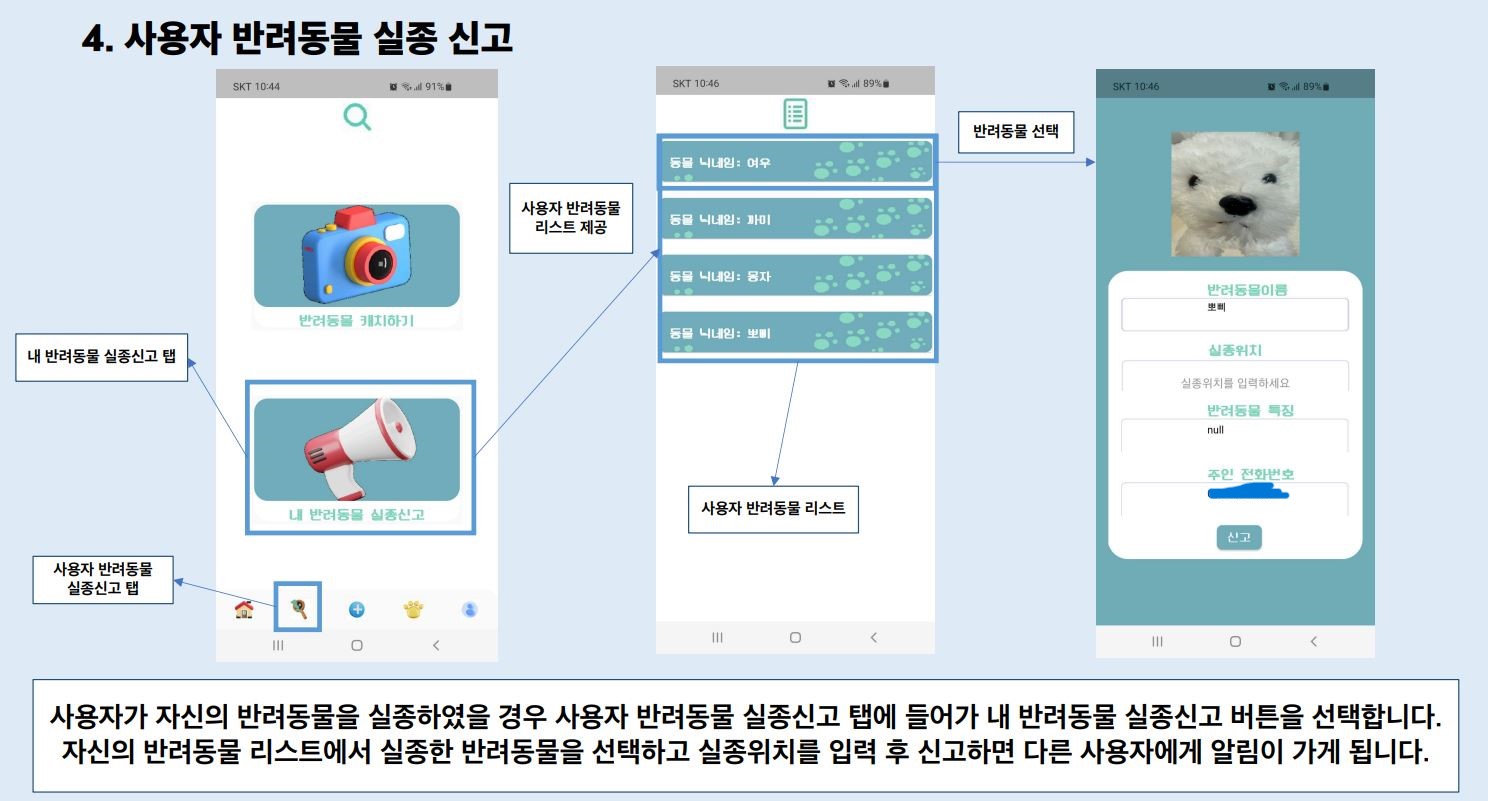 4. 사용자 반려동물 실종 신고
SKT 10:44
91%
반려동물 캐치하기
내 반려동물 실종신고
내 반려동물 실종신고 탭
사용자 반려동물
실종신고 탭
사용자 반려동물
리스트 제공
SKT 10:46
89%
동물 닉네임: 여우
동물 닉네임: 까미
동물 닉네임: 융자
동물 닉네임: 뽀삐
사용자 반려동물 리스트
반려동물 선택
SKT 10:46
89%
반려동물이름
뽀삐
실종위치
실종위치를 입력하세요
반려동물 특징
null
주인 전화번호
신고
사용자가 자신의 반려동물을 실종하였을 경우 사용자 반려동물 실종신고 탭에 들어가 내 반려동물 실종신고 버튼을 선택합니다.
자신의 반려동물 리스트에서 실종한 반려동물을 선택하고 실종위치를 입력 후 신고하면 다른 사용자에게 알림이 가게 됩니다.